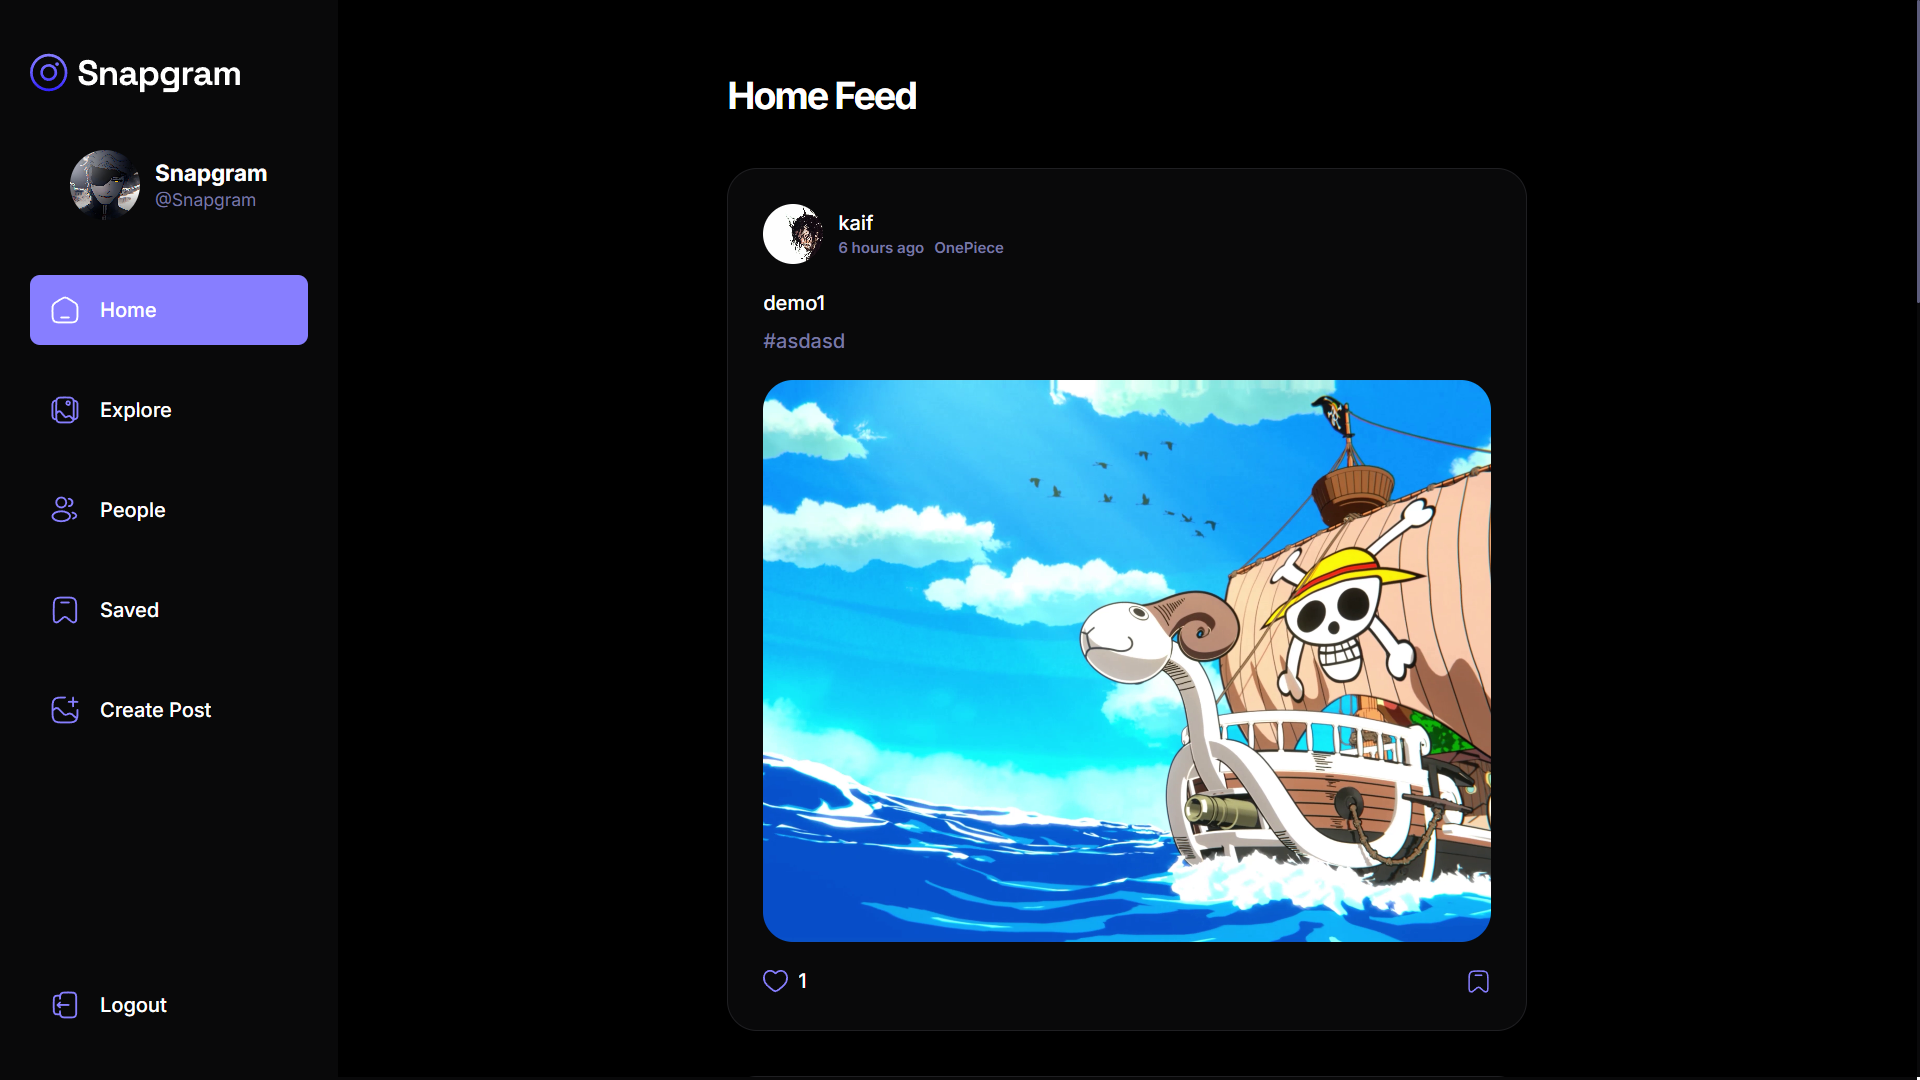 Snapgram
Snapgram
@Snapgram
Home
Explore
People
Saved
Create Post
Logout
Home Feed
kaif
6 hours ago OnePiece
demo1
#asdasd
1